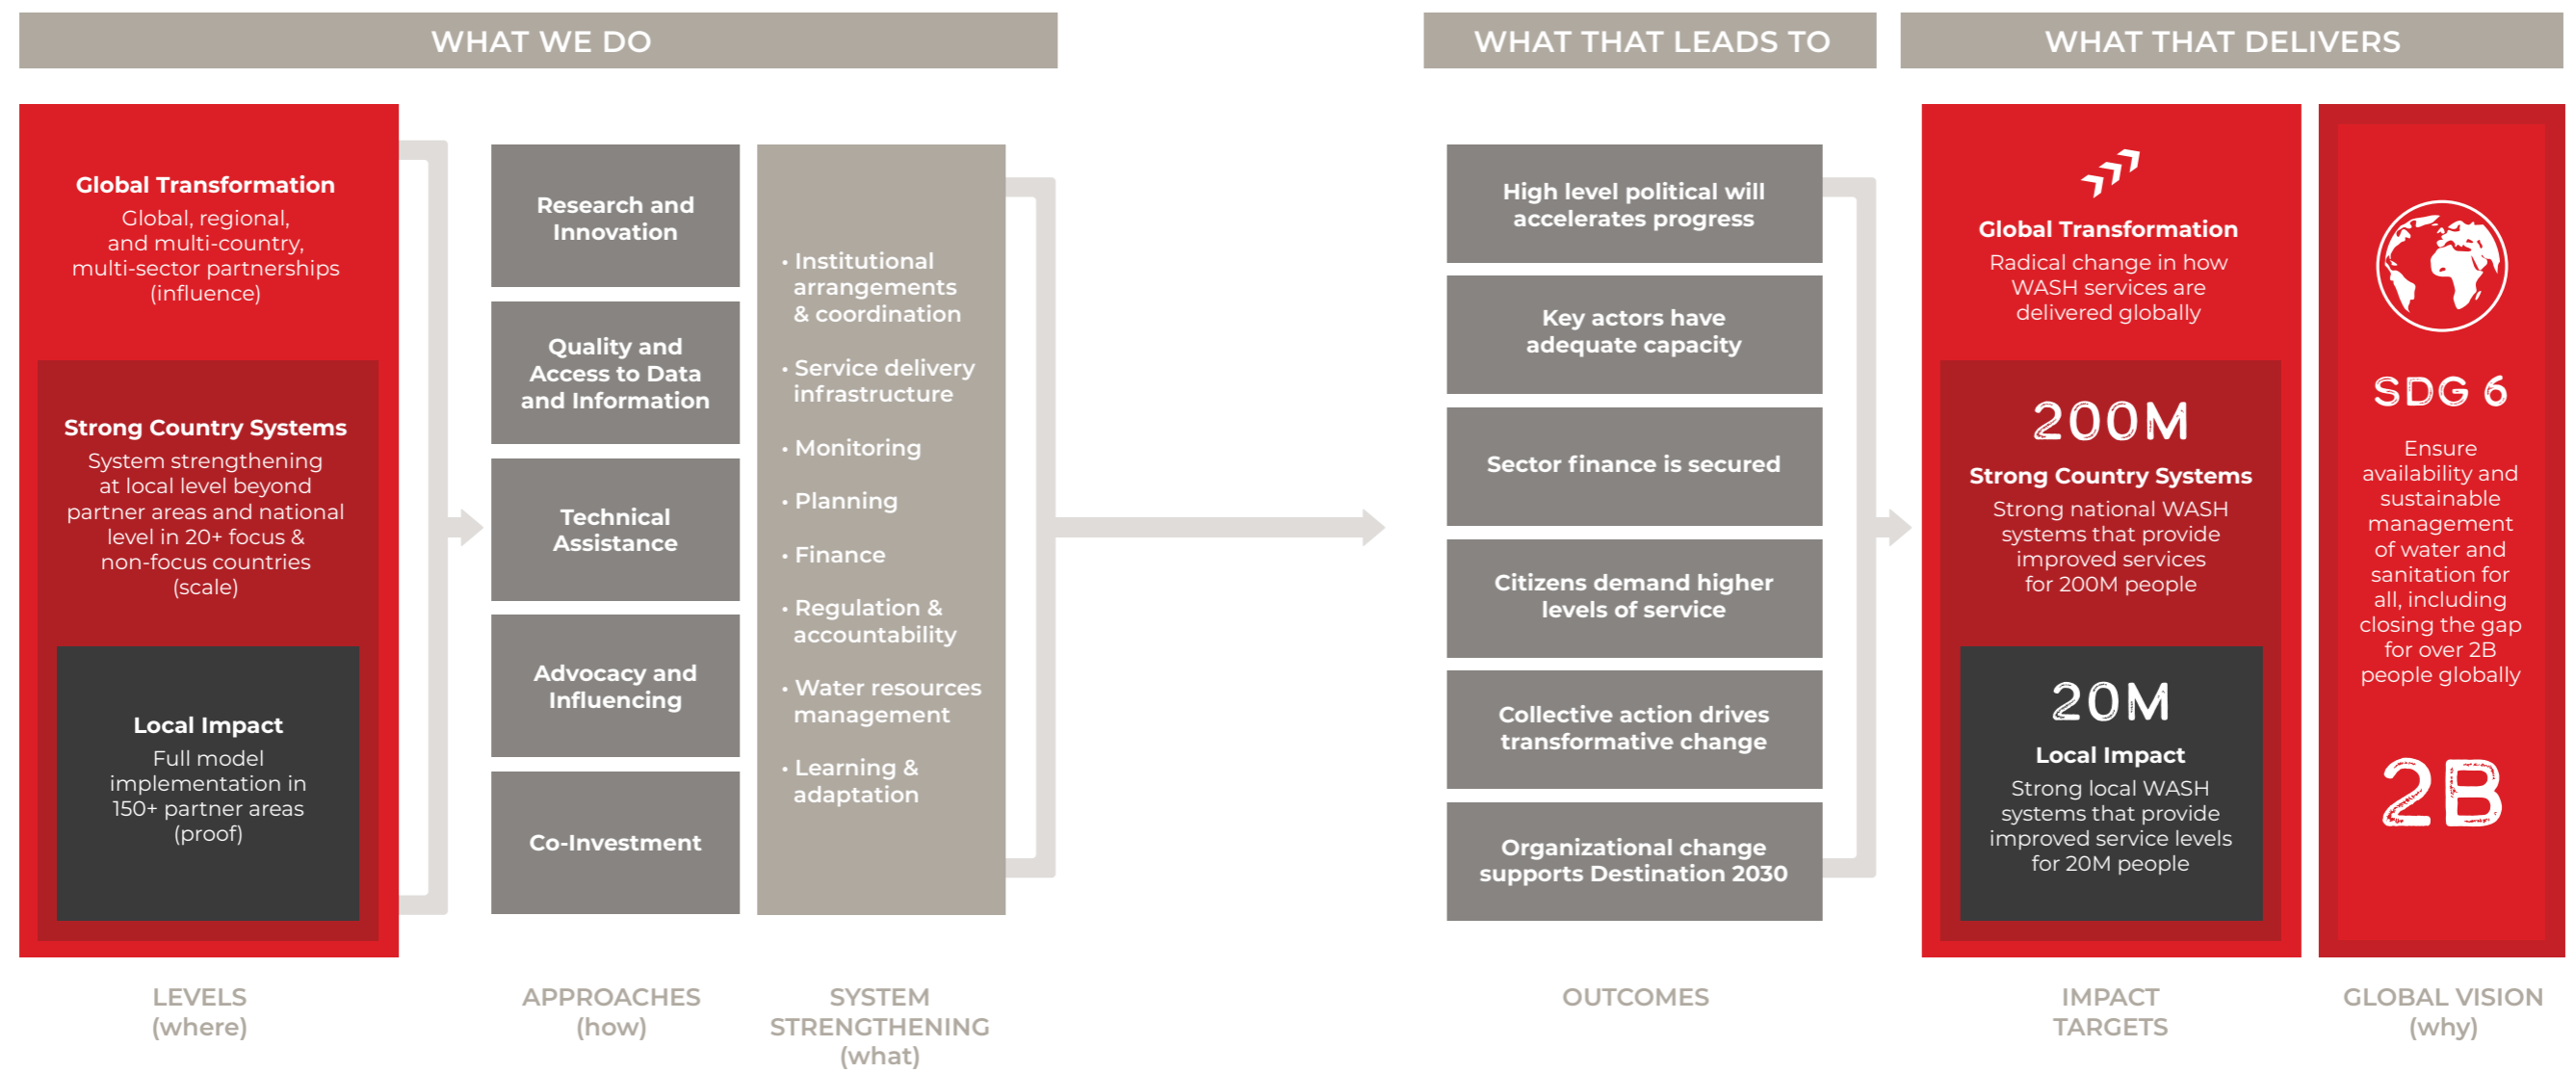 WHAT WE DO
WHAT THAT LEADS TO
WHAT THAT DELIVERS
Global Transformation
Global, regional,
and multi-country,
multi-sector partnerships
(influence)
Strong Country Systems
System strengthening
at local level beyond
partner areas and national
level in 20+ focus &
non-focus countries
(scale)
Local Impact
Full model
implementation in
150+ partner areas
(proof)
LEVELS
(where)
Research and
Innovation
Quality and
Access to Data
and Information
Technical
Assistance
Advocacy and
Influencing
Co-Investment
APPROACHES
(how)
• Institutional
arrangements
& coordination
• Service delivery
infrastructure
• Monitoring
• Planning
• Finance
• Regulation &
accountability
• Water resources
management
• Learning &
adaptation
SYSTEM
STRENGTHENING
(what)
High level political will
accelerates progress
Key actors have
adequate capacity
Sector finance is secured
Citizens demand higher
levels of service
Collective action drives
transformative change
Organizational change
supports Destination 2030
OUTCOMES
Global Transformation
Radical change in how
WASH services are
delivered globally
200M
Strong Country Systems
Strong national WASH
systems that provide
improved services
for 200M people
20M
Local Impact
Strong local WASH
systems that provide
improved service levels
for 20M people
IMPACT
TARGETS
SDG 6
Ensure
availability and
sustainable
management
of water and
sanitation for
all, including
closing the gap
for over 2B
people globally
2B
GLOBAL VISION
(why)